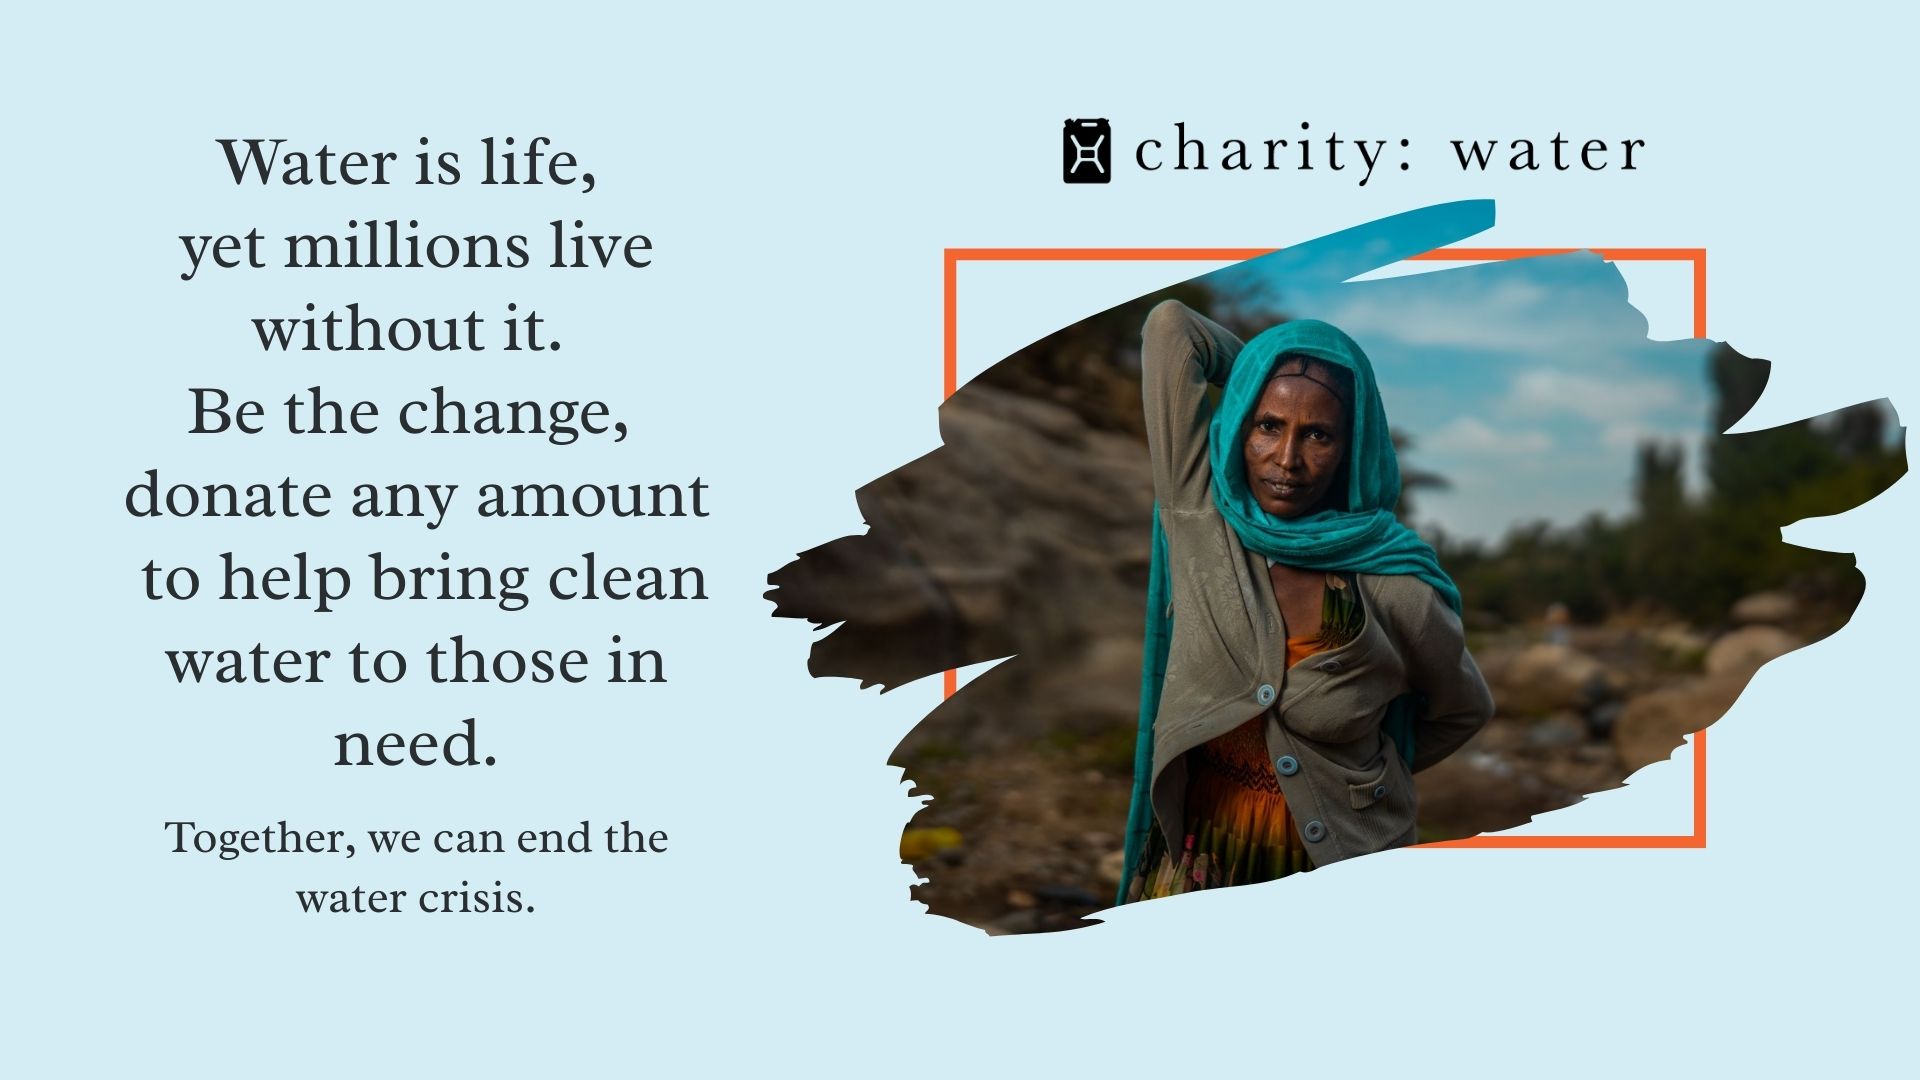 Water is life,
yet millions live
without it.
Be the change,
donate any amount
to help bring clean
water to those in
need.
Together, we can end the
water crisis.
charity: water